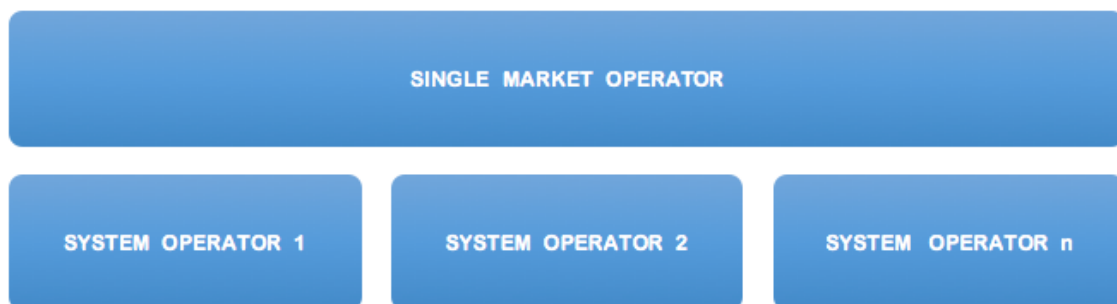 SINGLE MARKET OPERATOR
SYSTEM OPERATOR 1
SYSTEM OPERATOR 2
SYSTEM OPERATOR n